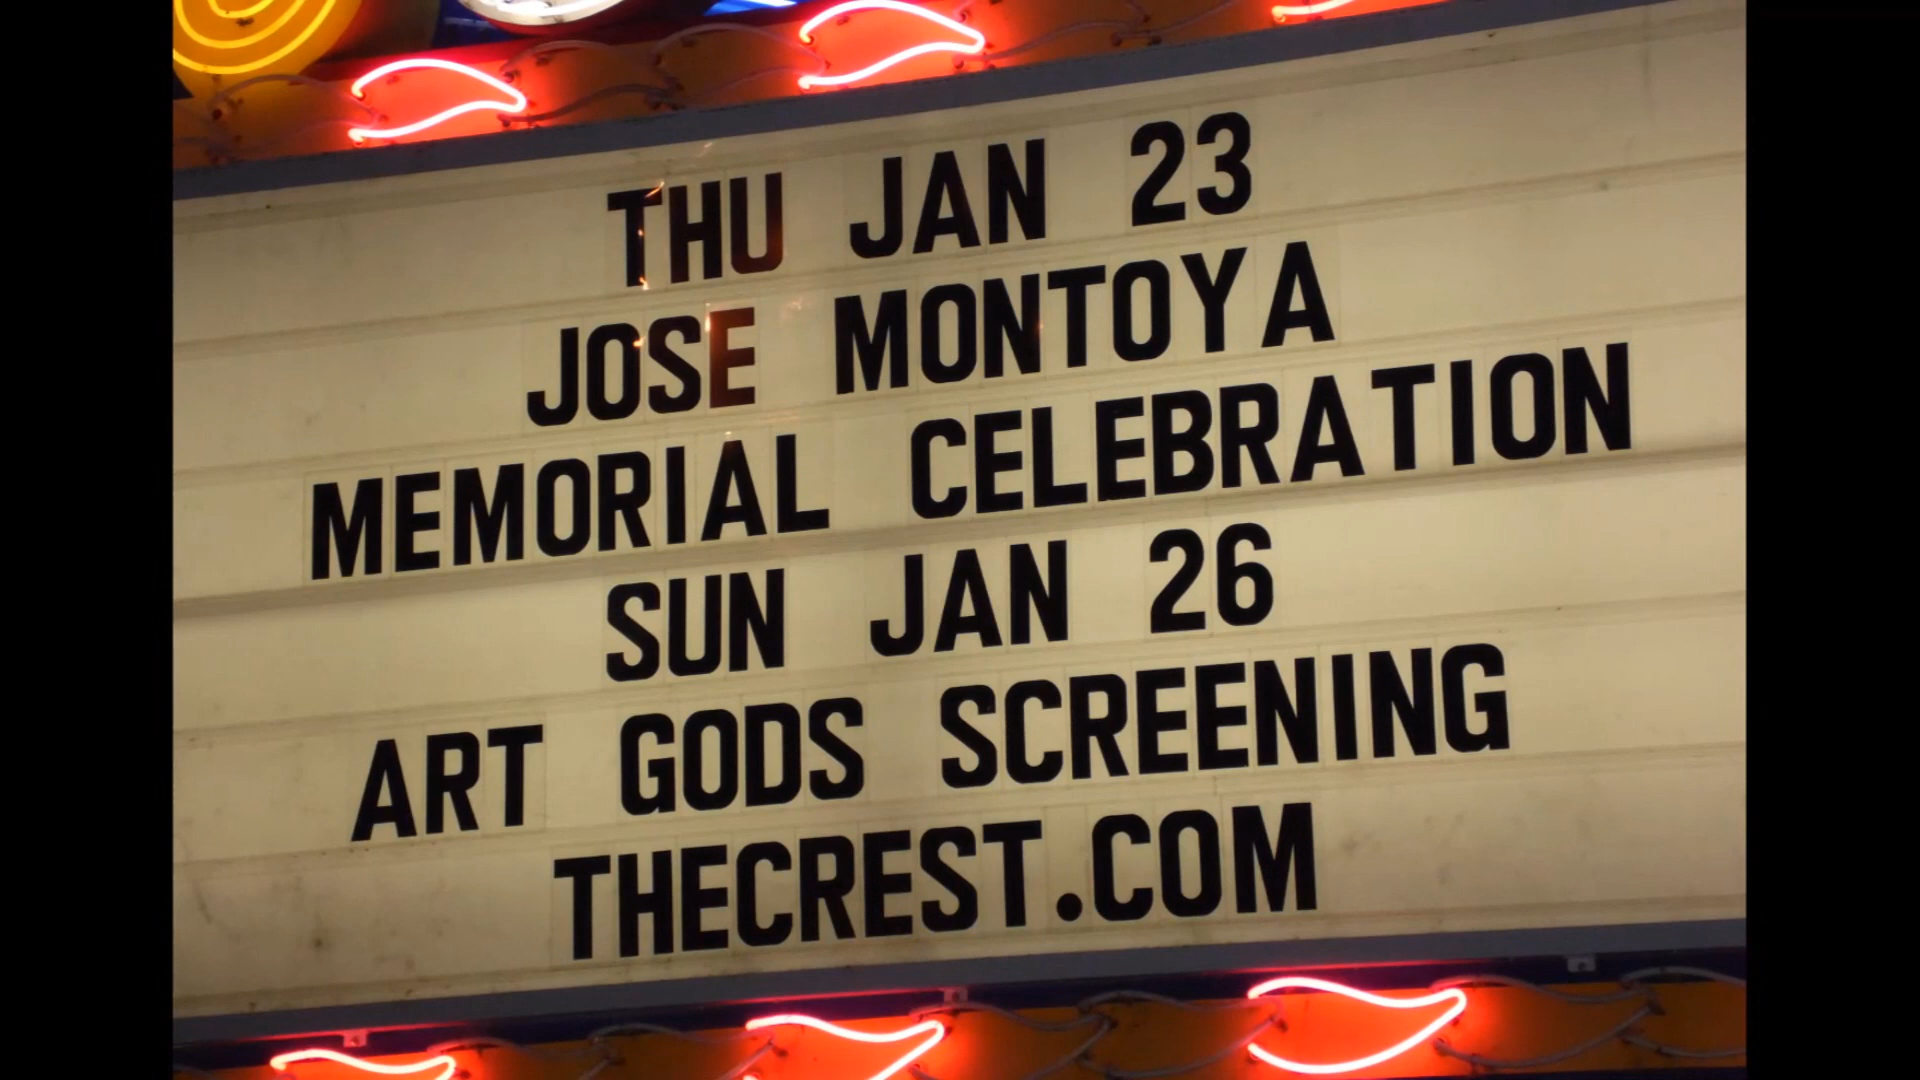 THU JAN 23
JOSE MONTOYA
MEMORIAL CELEBRATION
SUN JAN 26
ART GODS SCREENING
THECREST.COM